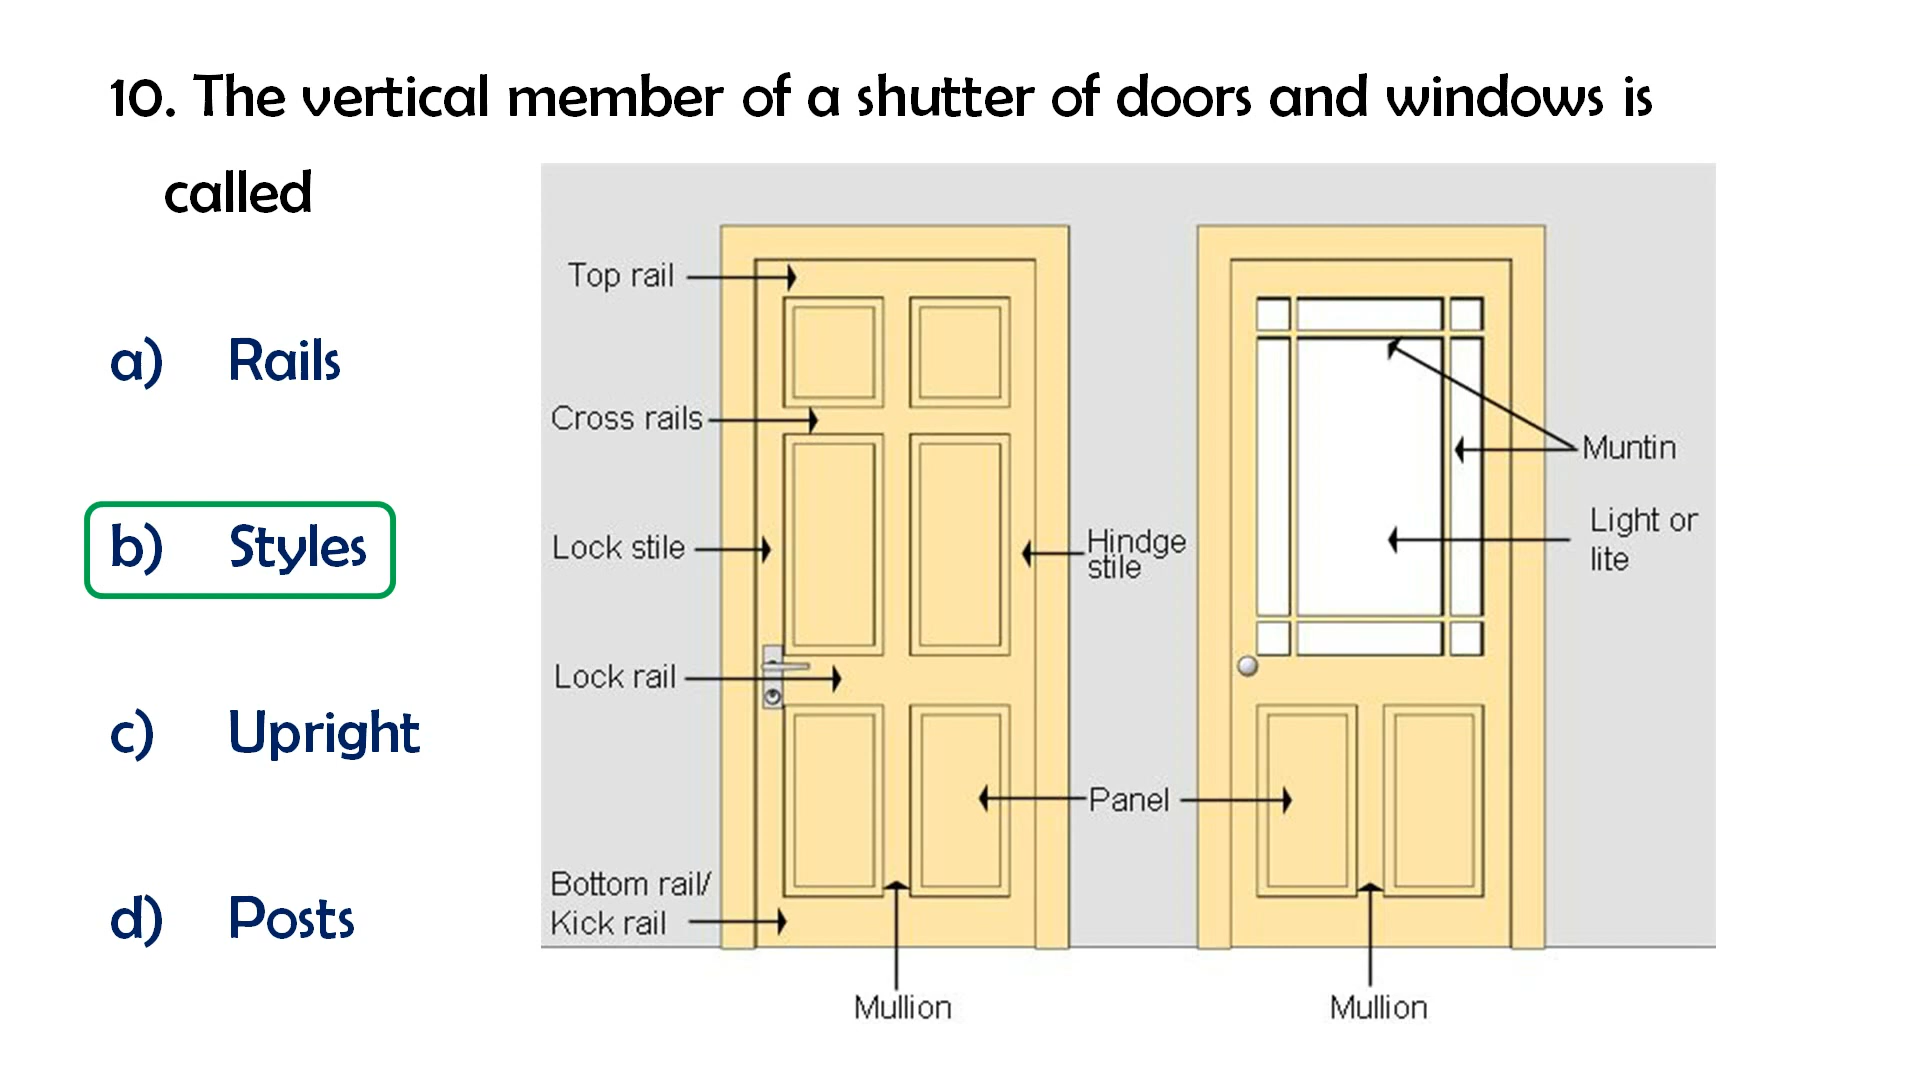 10. The vertical member of a shutter of doors and windows is
called
a) Rails
b) Styles
c) Upright
d) Posts
Top rail
Cross rails
Lock stile
Lock rail
Bottom rail/
Kick rail
Hindge
stile
Panel
Mullion
Muntin
Light or
lite
Mullion